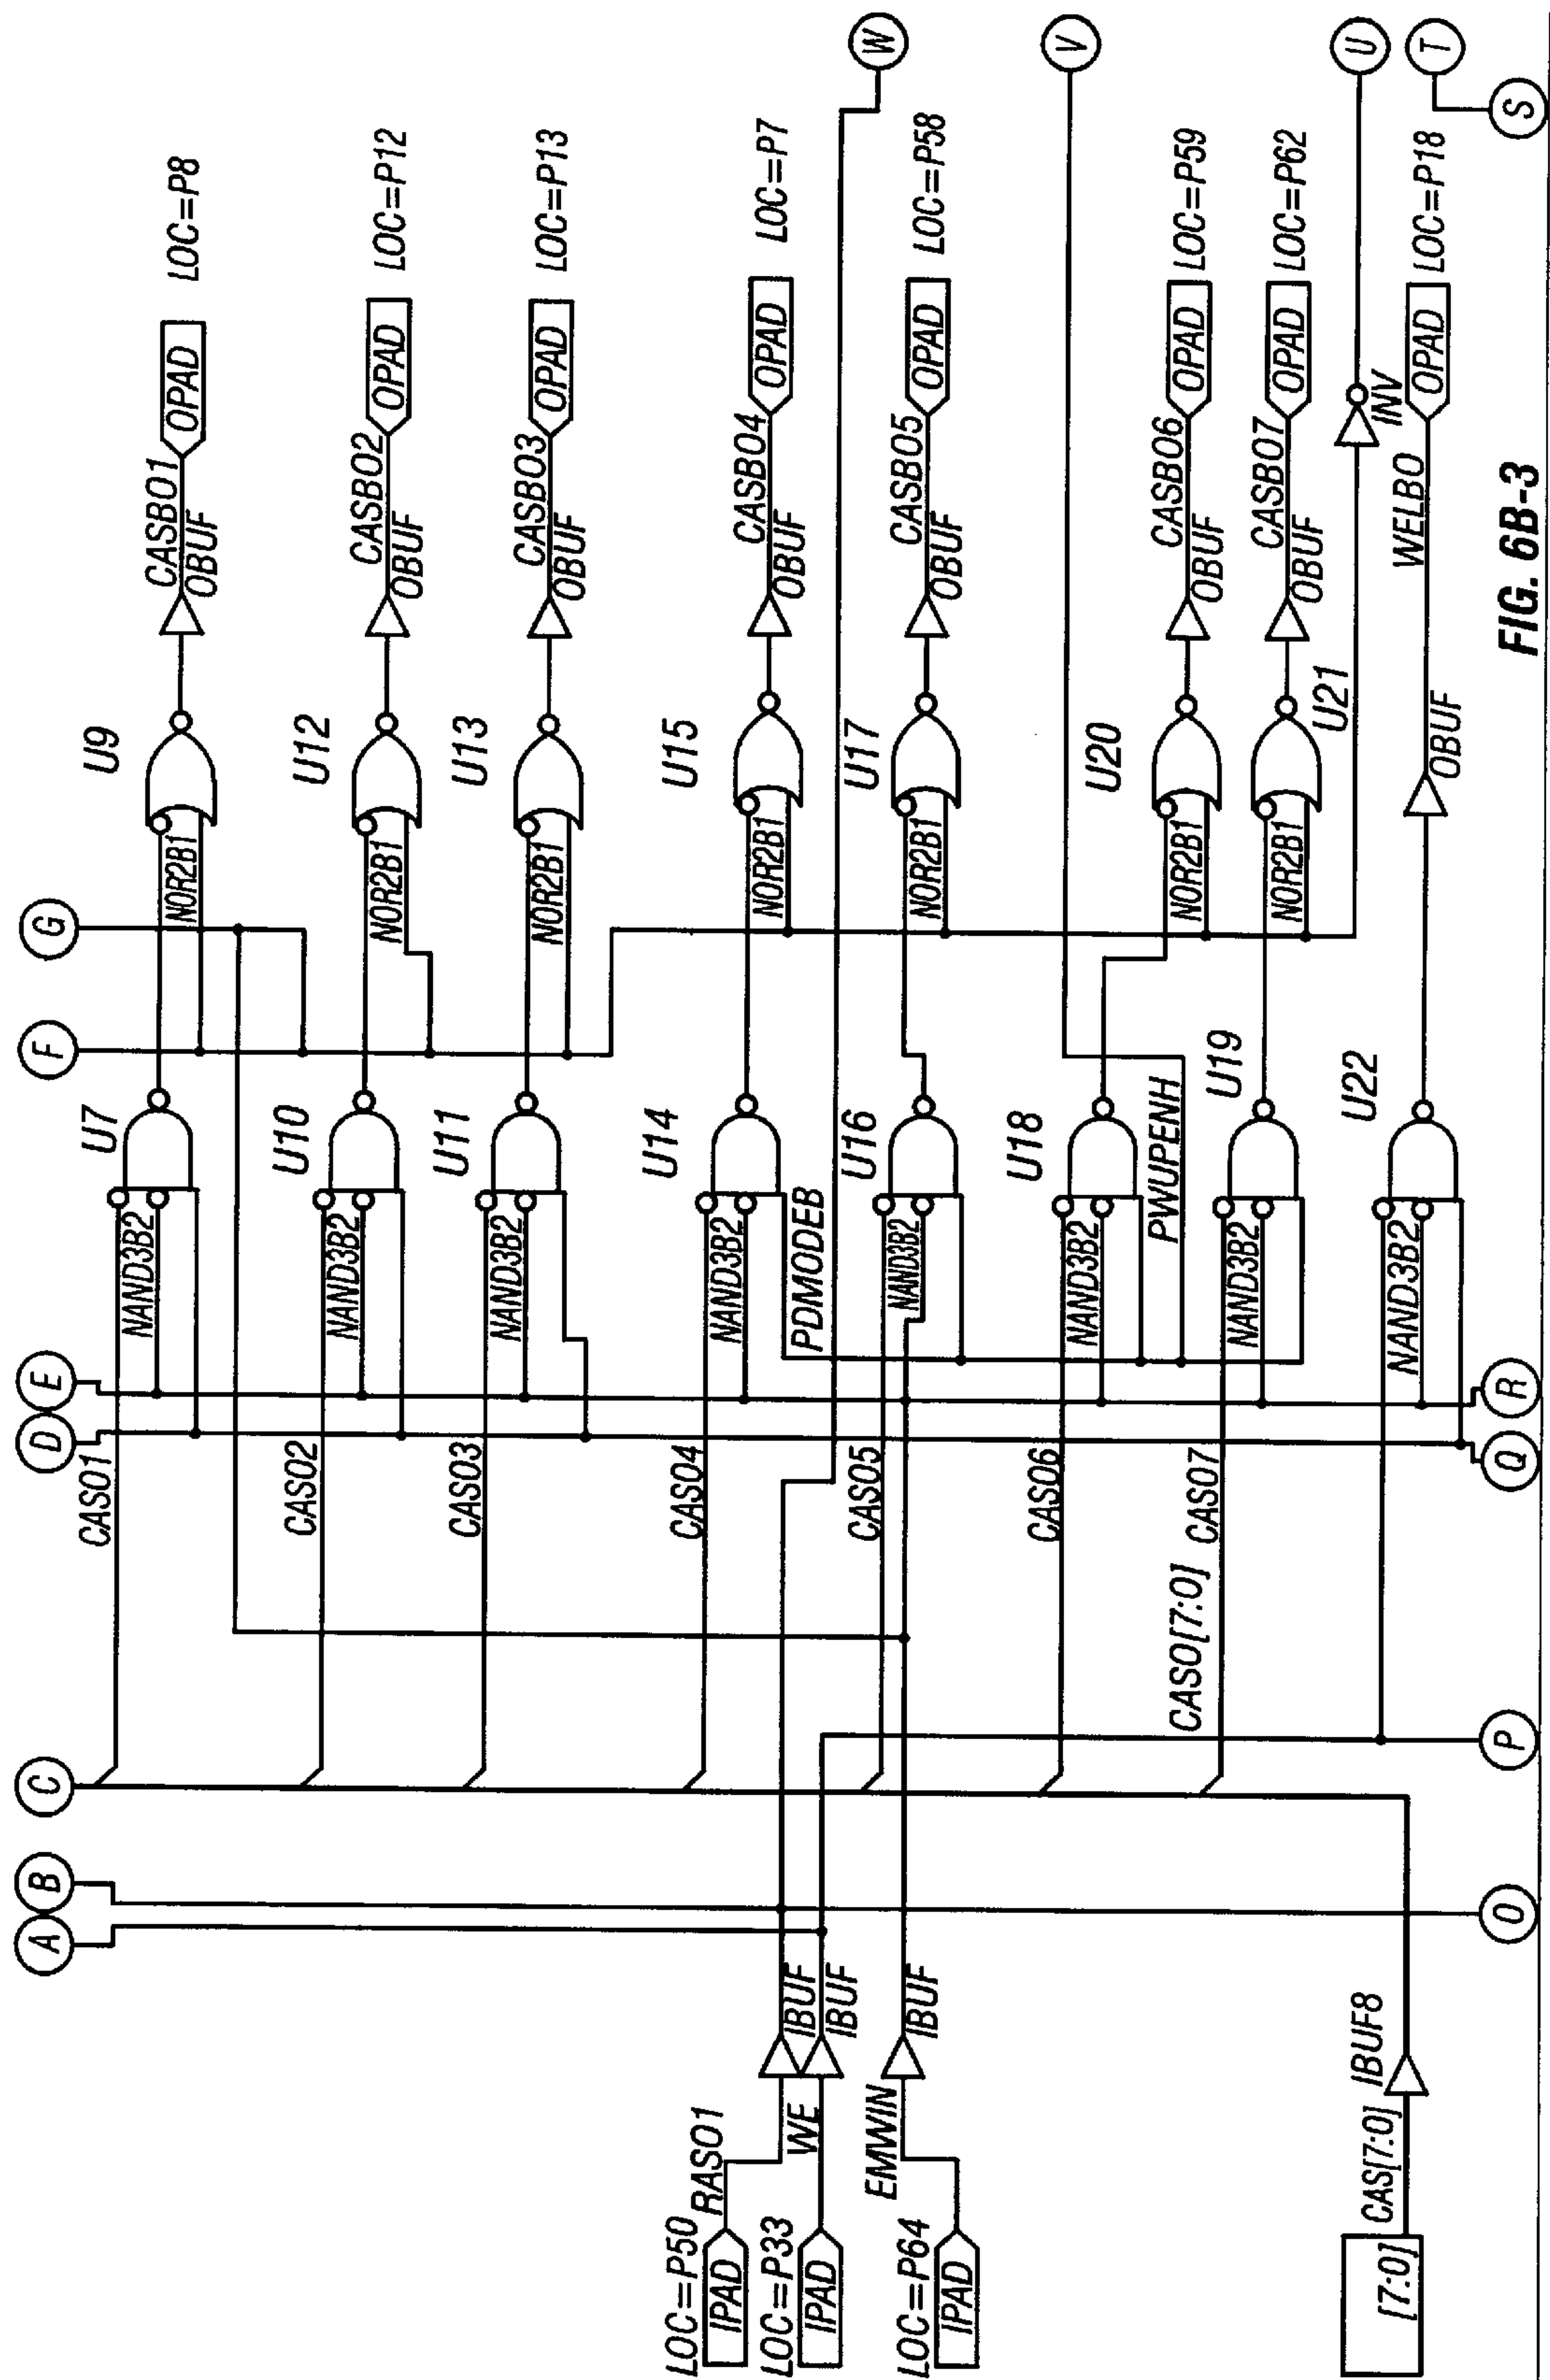 A
B
C
D
E
F
G
CASO1
NAND3B2
U7
NOR2B1
U9
CASBO1
OBUF
OPAD
LOC=P8
CASO2
NAND3B2
U10
NOR2B1
U12
CASBO2
OBUF
OPAD
LOC=P12
CASO3
NAND3B2
U11
NOR2B1
U13
CASBO3
OBUF
OPAD
LOC=P13
CASO4
NAND3B2
U14
PDMODEB
NOR2B1
U15
CASBO4
OBUF
OPAD
LOC=P7
LOC=P50
IPAD
RASO1
IBUF
W
LOC=P33
IPAD
WE
IBUF
CASO5
NAND3B2
U16
NOR2B1
U17
CASBO5
OBUF
OPAD
LOC=P58
LOC=P64
IPAD
EMWIN
IBUF
V
CASO6
NAND3B2
U18
PWUPENH
NOR2B1
U20
CASBO6
OBUF
OPAD
LOC=P59
CASO[7:0]
CASO7
NAND3B2
U19
NOR2B1
U21
CASBO7
OBUF
OPAD
LOC=P62
INV
U
[7:0]
CAS[7:0]
IBUF8
NAND3B2
U22
OBUF
WELBO
OPAD
LOC=P18
T
S
O
P
Q
R
FIG. 6B-3